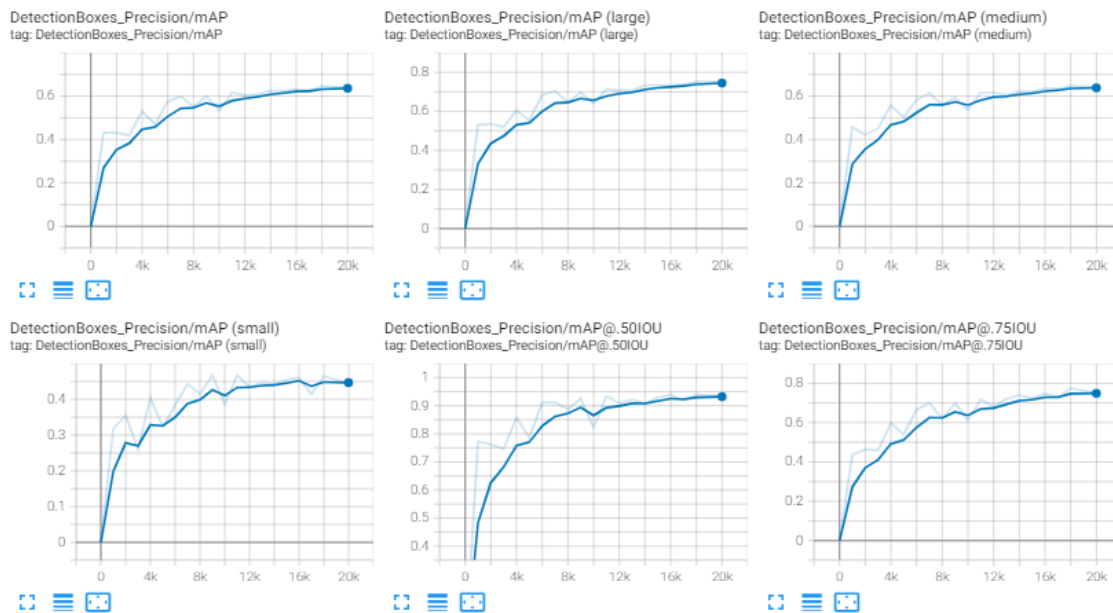 DetectionBoxes_Precision/mAP
tag: DetectionBoxes_Precision/mAP
0.6
0.4
0.2
0
0 4k 8k 12k 16k 20k
DetectionBoxes_Precision/mAP (large)
tag: DetectionBoxes_Precision/mAP (large)
0.8
0.6
0.4
0.2
0
0 4k 8k 12k 16k 20k
DetectionBoxes_Precision/mAP (medium)
tag: DetectionBoxes_Precision/mAP (medium)
0.6
0.4
0.2
0
0 4k 8k 12k 16k 20k
DetectionBoxes_Precision/mAP (small)
tag: DetectionBoxes_Precision/mAP (small)
0.4
0.3
0.2
0.1
0
0 4k 8k 12k 16k 20k
DetectionBoxes_Precision/mAP@.50IOU
tag: DetectionBoxes_Precision/mAP@.50IOU
1
0.9
0.8
0.7
0.6
0.5
0.4
0 4k 8k 12k 16k 20k
DetectionBoxes_Precision/mAP@.75IOU
tag: DetectionBoxes_Precision/mAP@.75IOU
0.8
0.6
0.4
0.2
0
0 4k 8k 12k 16k 20k